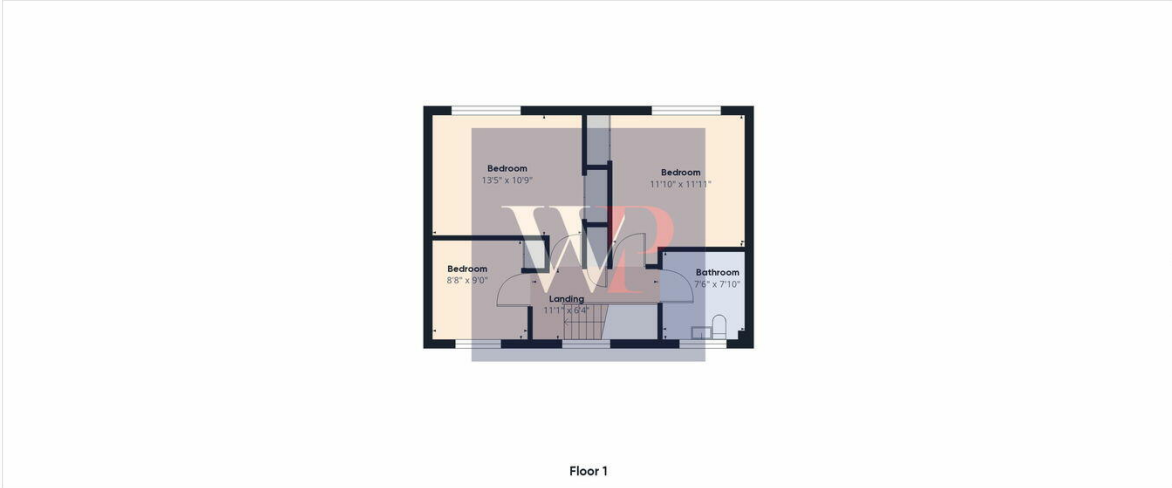 Bedroom
13'5" x 10'9"
Bedroom
11'10" x 11'11"
WP
Bedroom
8'8" x 9'0"
Bathroom
7'6" x 7'10"
Landing
11'1" x 6'4"
Floor 1